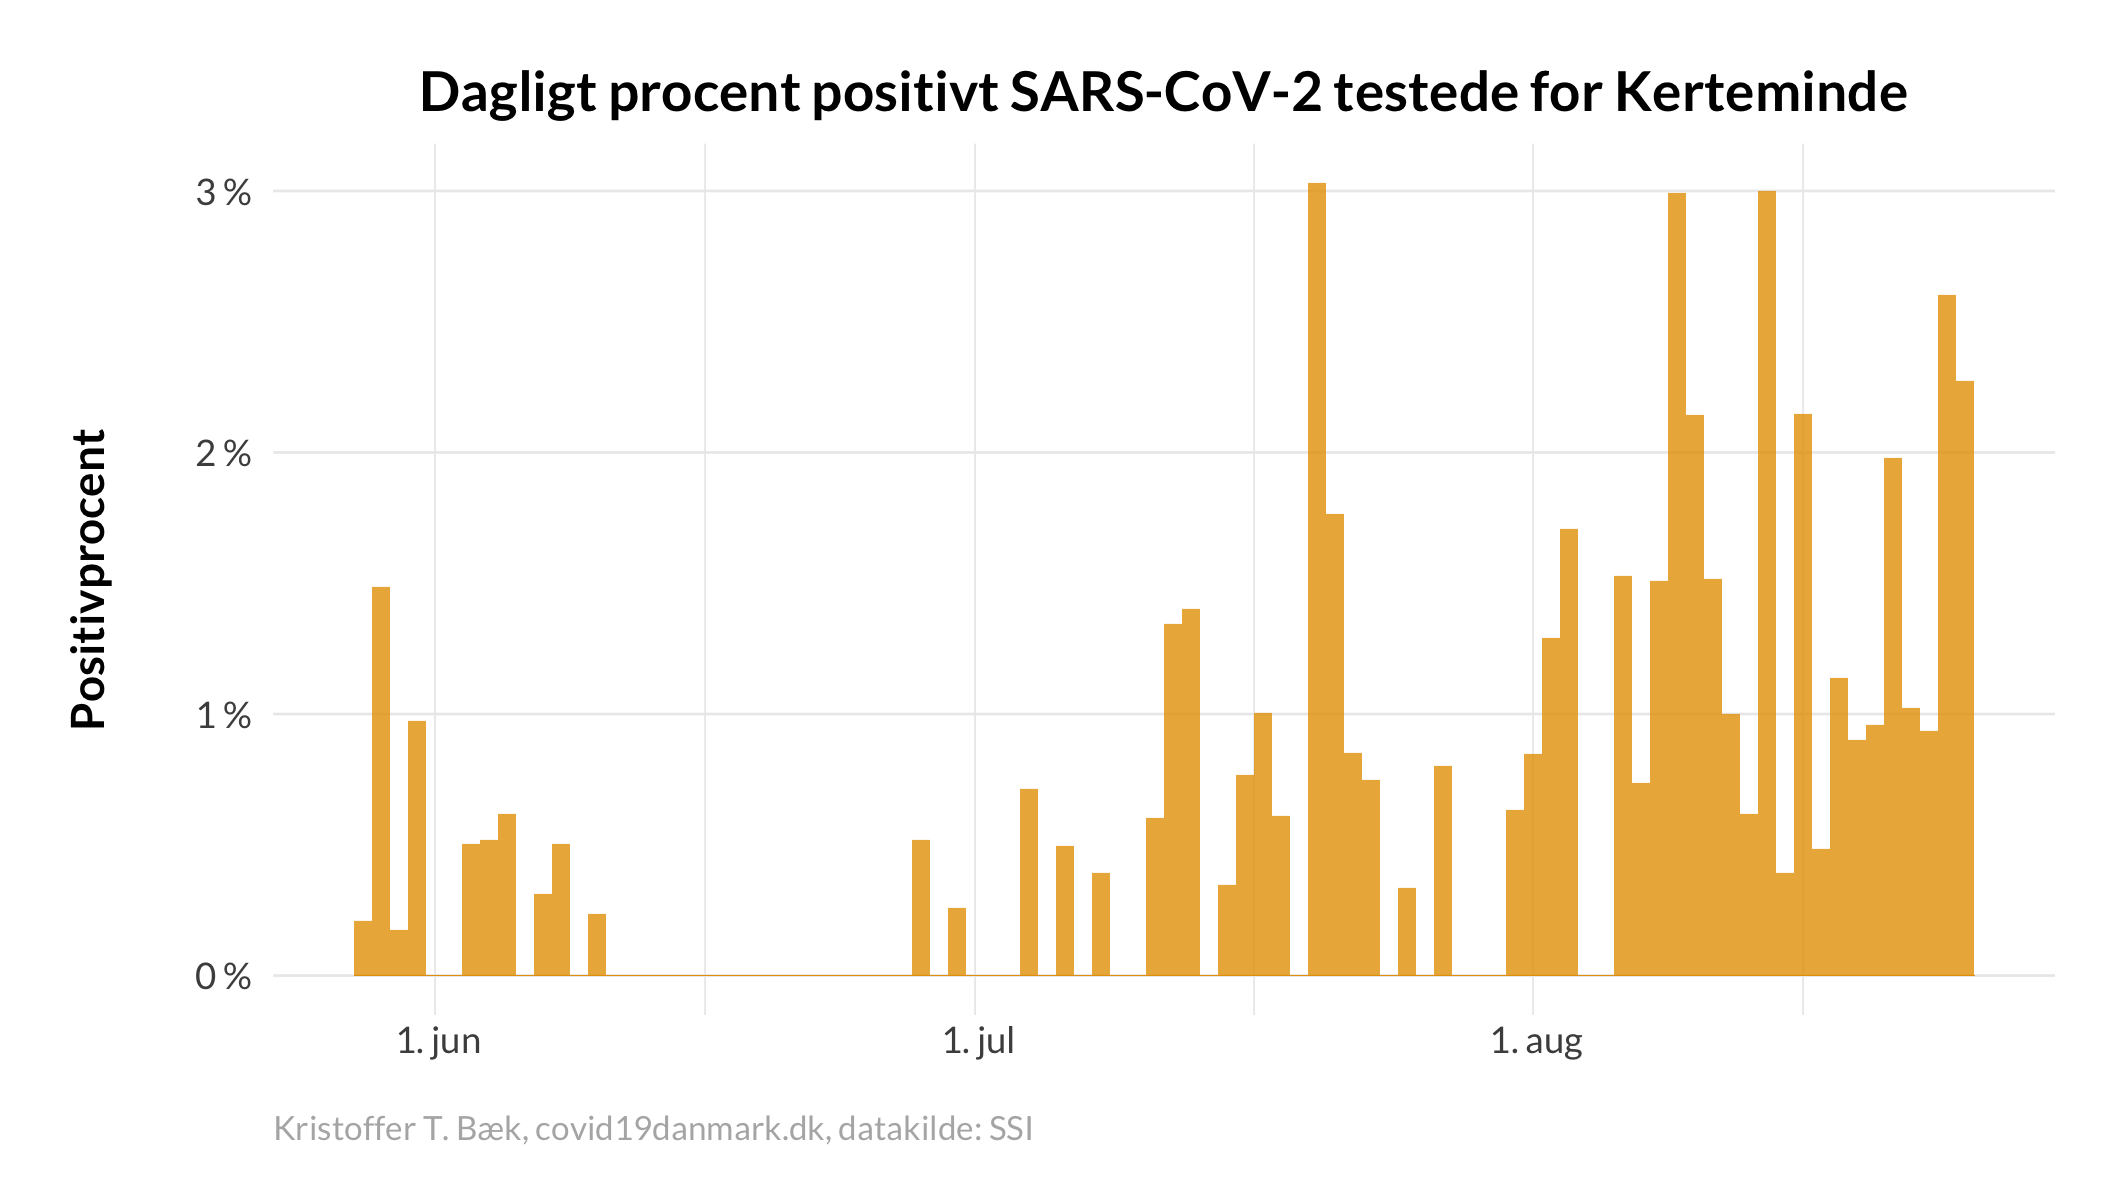 Dagligt procent positivt SARS-CoV-2 testede for Kerteminde
Positivprocent
3 %
2 %
1 %
0 %
1. jun
1. jul
1. aug
Kristoffer T. Bæk, covid19danmark.dk, datakilde: SSI